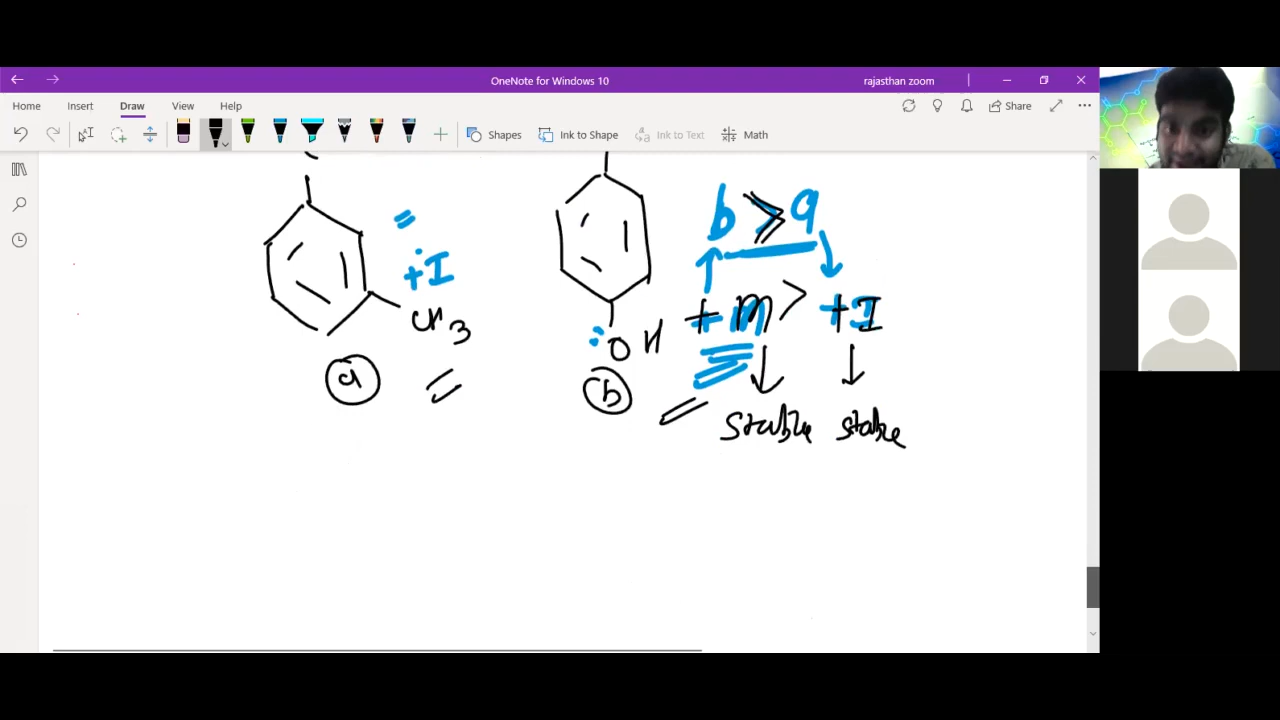 OneNote for Windows 10
rajasthan zoom
Home Insert Draw View Help
Share
Shapes Ink to Shape Ink to Text Math
b >> a
+I
+m > +I
CH3
:OH
a
b
stable stable